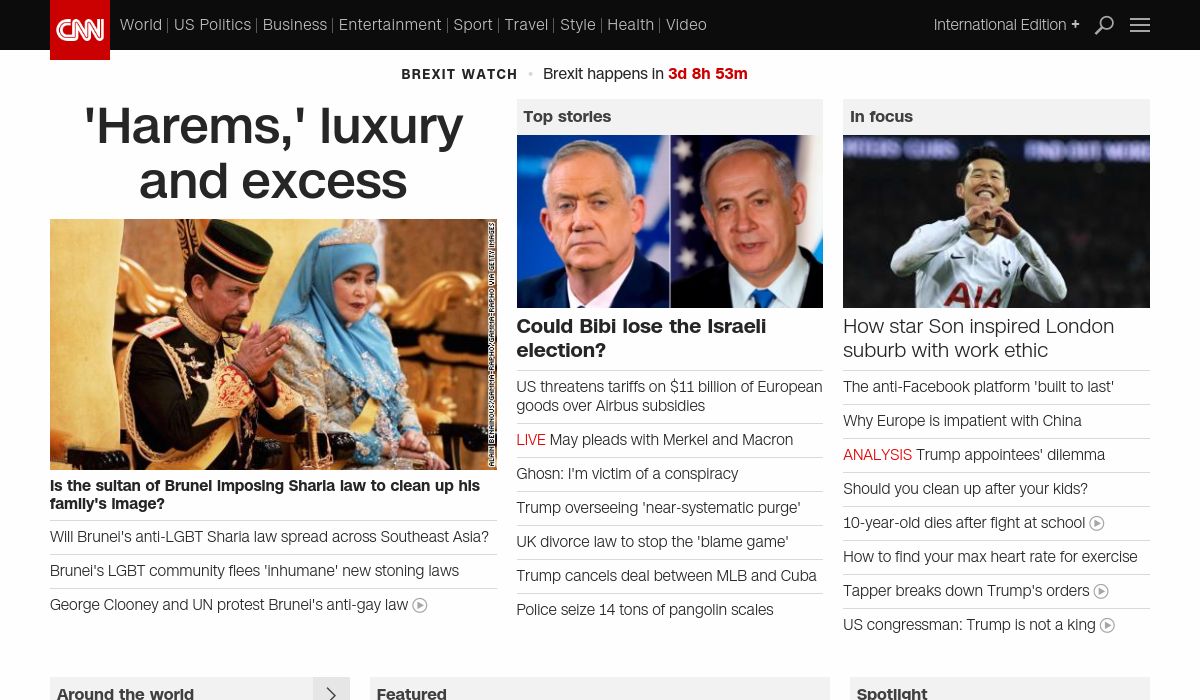 CNN
World
US Politics
Business
Entertainment
Sport
Travel
Style
Health
Video
International Edition +
BREXIT WATCH • Brexit happens in 3d 8h 53m
'Harems,' luxury
and excess
ALAIN BENAINOUS/GAMMA-RAPHO/GAMMA-RAPHO VIA GETTY IMAGES
Is the sultan of Brunei imposing Sharia law to clean up his
family's image?
Will Brunei's anti-LGBT Sharia law spread across Southeast Asia?
Brunei's LGBT community flees 'inhumane' new stoning laws
George Clooney and UN protest Brunei's anti-gay law
Top stories
Could Bibi lose the Israeli
election?
US threatens tariffs on $11 billion of European
goods over Airbus subsidies
LIVE May pleads with Merkel and Macron
Ghosn: I'm victim of a conspiracy
Trump overseeing 'near-systematic purge'
UK divorce law to stop the 'blame game'
Trump cancels deal between MLB and Cuba
Police seize 14 tons of pangolin scales
In focus
AIA
How star Son inspired London
suburb with work ethic
The anti-Facebook platform 'built to last'
Why Europe is impatient with China
ANALYSIS Trump appointees' dilemma
Should you clean up after your kids?
10-year-old dies after fight at school
How to find your max heart rate for exercise
Tapper breaks down Trump's orders
US congressman: Trump is not a king
Around the world
Featured
Spotlight